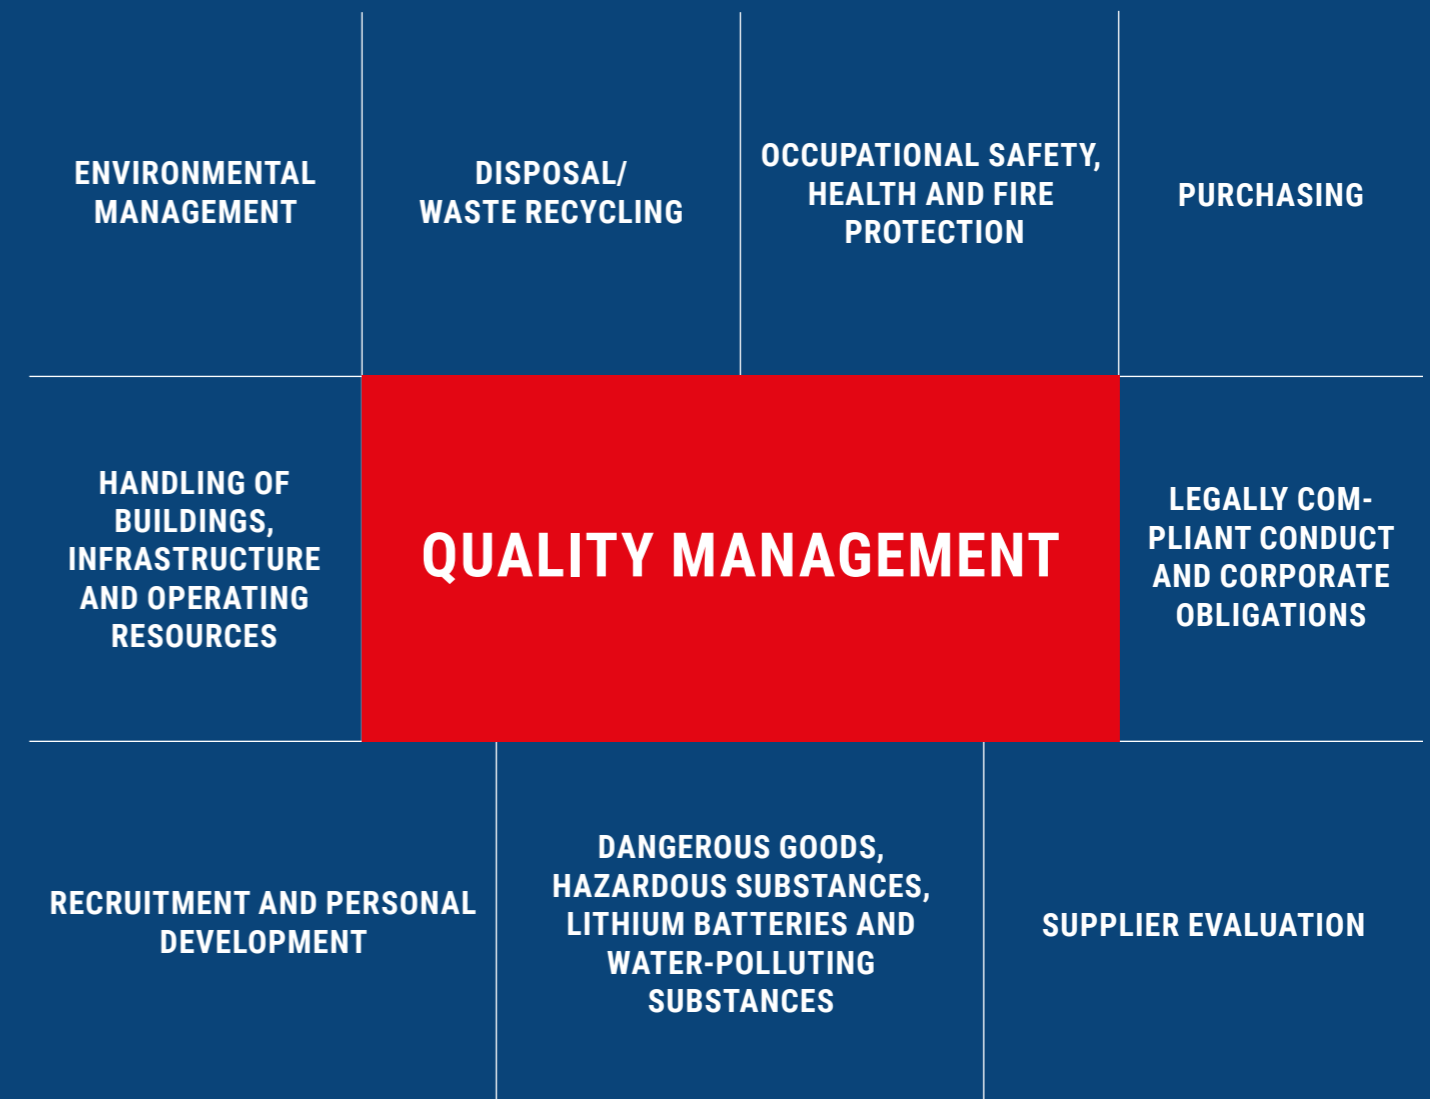 ENVIRONMENTAL
MANAGEMENT
DISPOSAL/
WASTE RECYCLING
OCCUPATIONAL SAFETY,
HEALTH AND FIRE
PROTECTION
PURCHASING
HANDLING OF
BUILDINGS,
INFRASTRUCTURE
AND OPERATING
RESOURCES
QUALITY MANAGEMENT
LEGALLY COM-
PLIANT CONDUCT
AND CORPORATE
OBLIGATIONS
RECRUITMENT AND PERSONAL
DEVELOPMENT
DANGEROUS GOODS,
HAZARDOUS SUBSTANCES,
LITHIUM BATTERIES AND
WATER-POLLUTING
SUBSTANCES
SUPPLIER EVALUATION